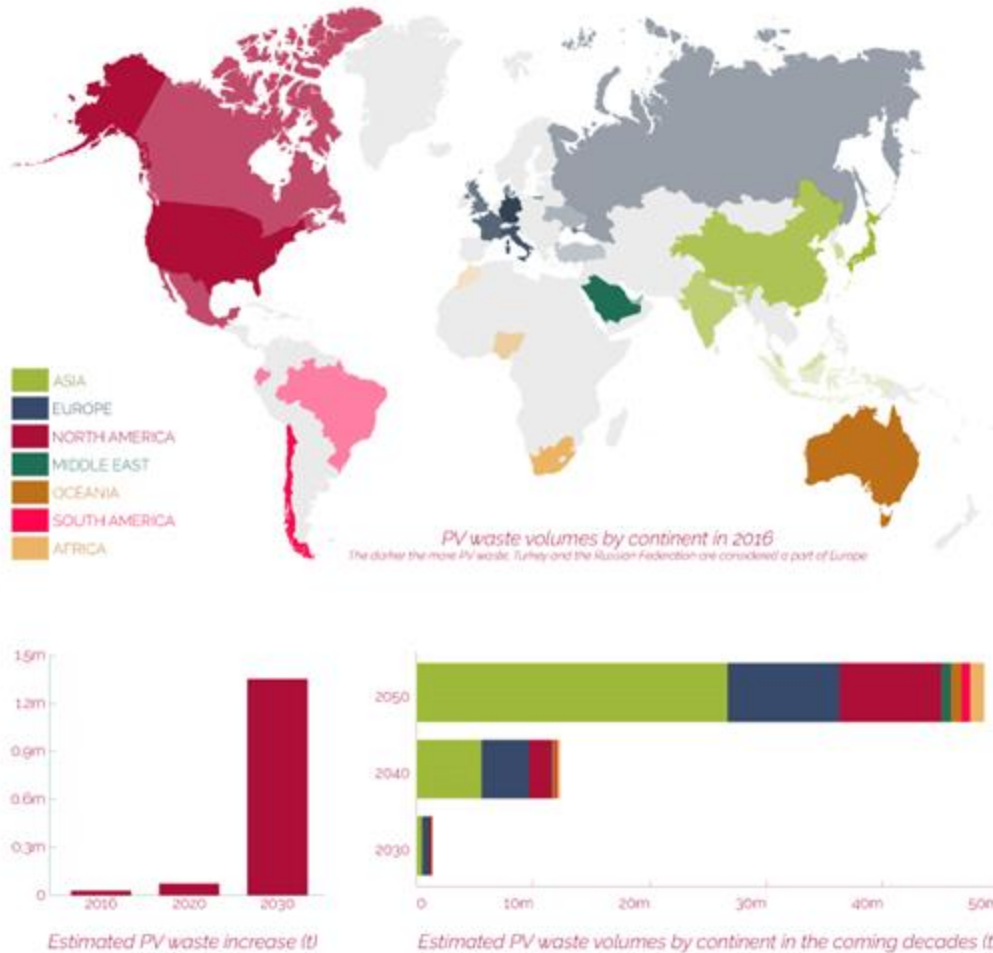 ASIA
EUROPE
NORTH AMERICA
MIDDLE EAST
OCEANIA
SOUTH AMERICA
AFRICA
PV waste volumes by continent in 2016
The darker the more PV waste, Turkey and the Russian Federation are considered a part of Europe
1.5m
1.2m
0.9m
0.6m
0.3m
0
2016 2020 2030
Estimated PV waste increase (t)
2050
2040
2030
0 10m 20m 30m 40m 50m
Estimated PV waste volumes by continent in the coming decades (t